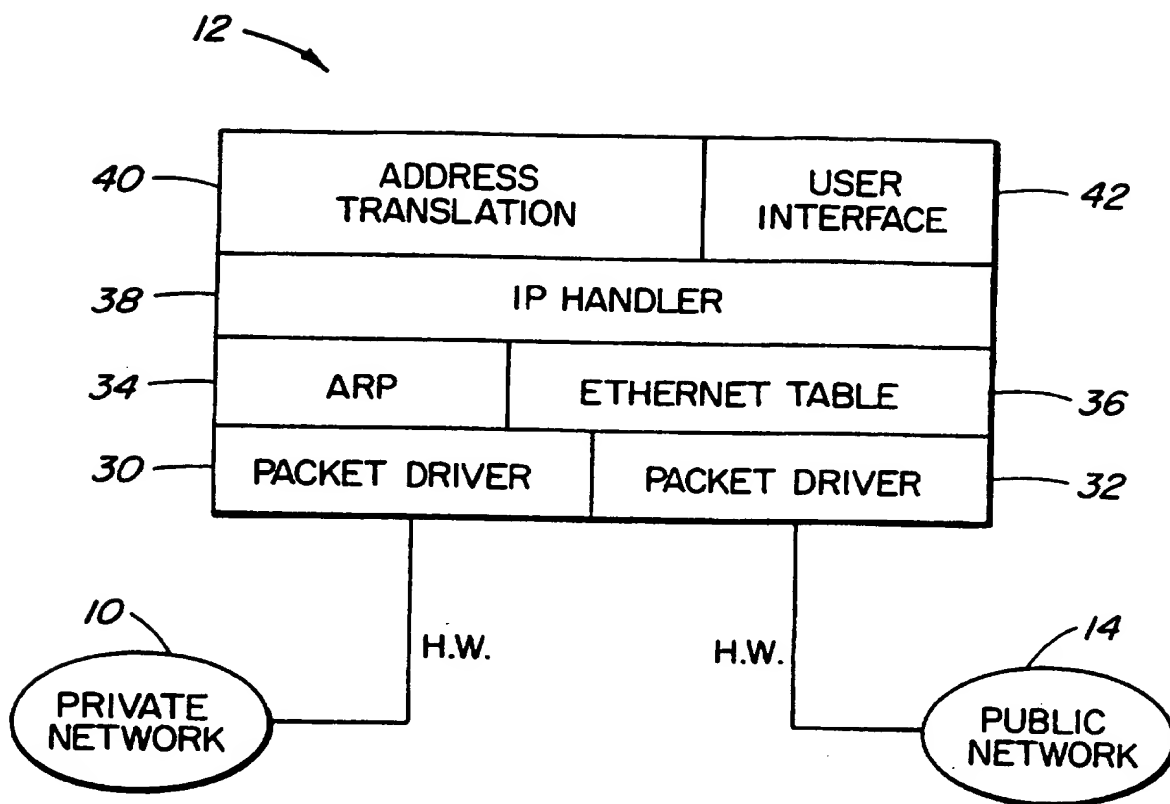 12
40
ADDRESS
TRANSLATION
USER
INTERFACE
42
38
IP HANDLER
34
ARP
ETHERNET TABLE
36
30
PACKET DRIVER
PACKET DRIVER
32
10
H.W.
H.W.
14
PRIVATE
NETWORK
PUBLIC
NETWORK